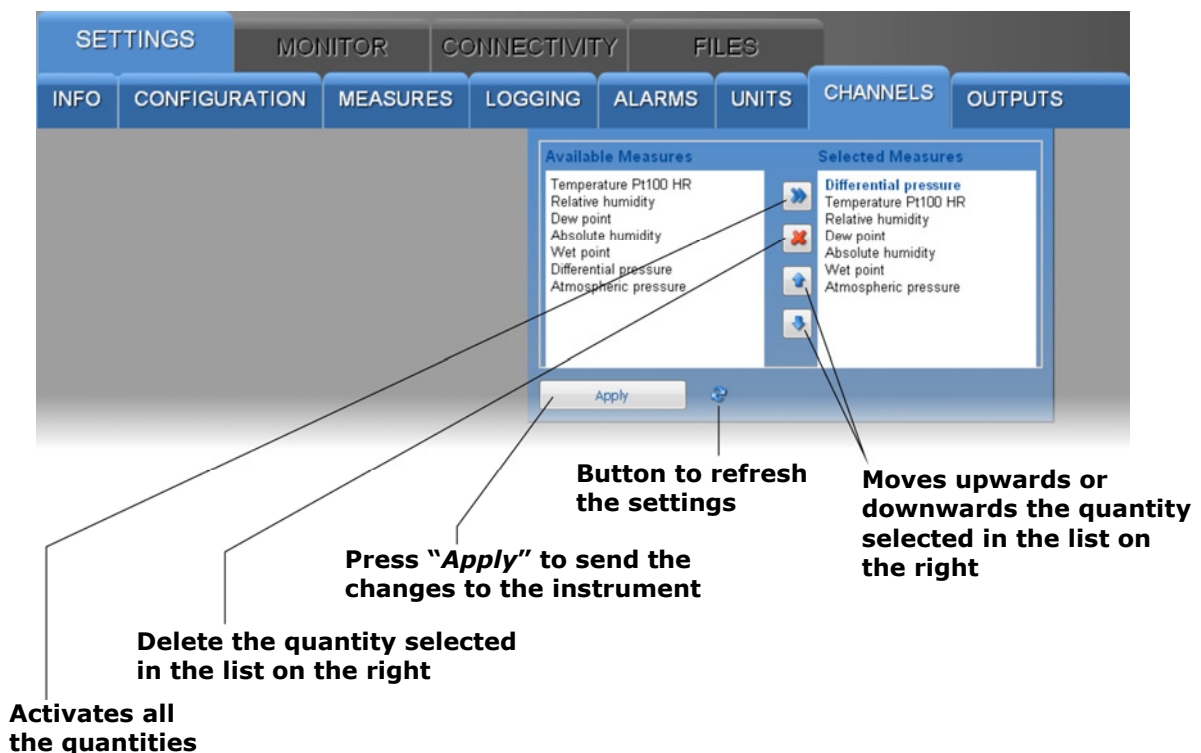 SETTINGS MONITOR CONNECTIVITY FILES
INFO CONFIGURATION MEASURES LOGGING ALARMS UNITS CHANNELS OUTPUTS
Available Measures
Temperature Pt100 HR
Relative humidity
Dew point
Absolute humidity
Wet point
Differential pressure
Atmospheric pressure
Selected Measures
Differential pressure
Temperature Pt100 HR
Relative humidity
Dew point
Absolute humidity
Wet point
Atmospheric pressure
Apply
Button to refresh
the settings
Moves upwards or
downwards the quantity
selected in the list on
the right
Press “Apply” to send the
changes to the instrument
Delete the quantity selected
in the list on the right
Activates all
the quantities